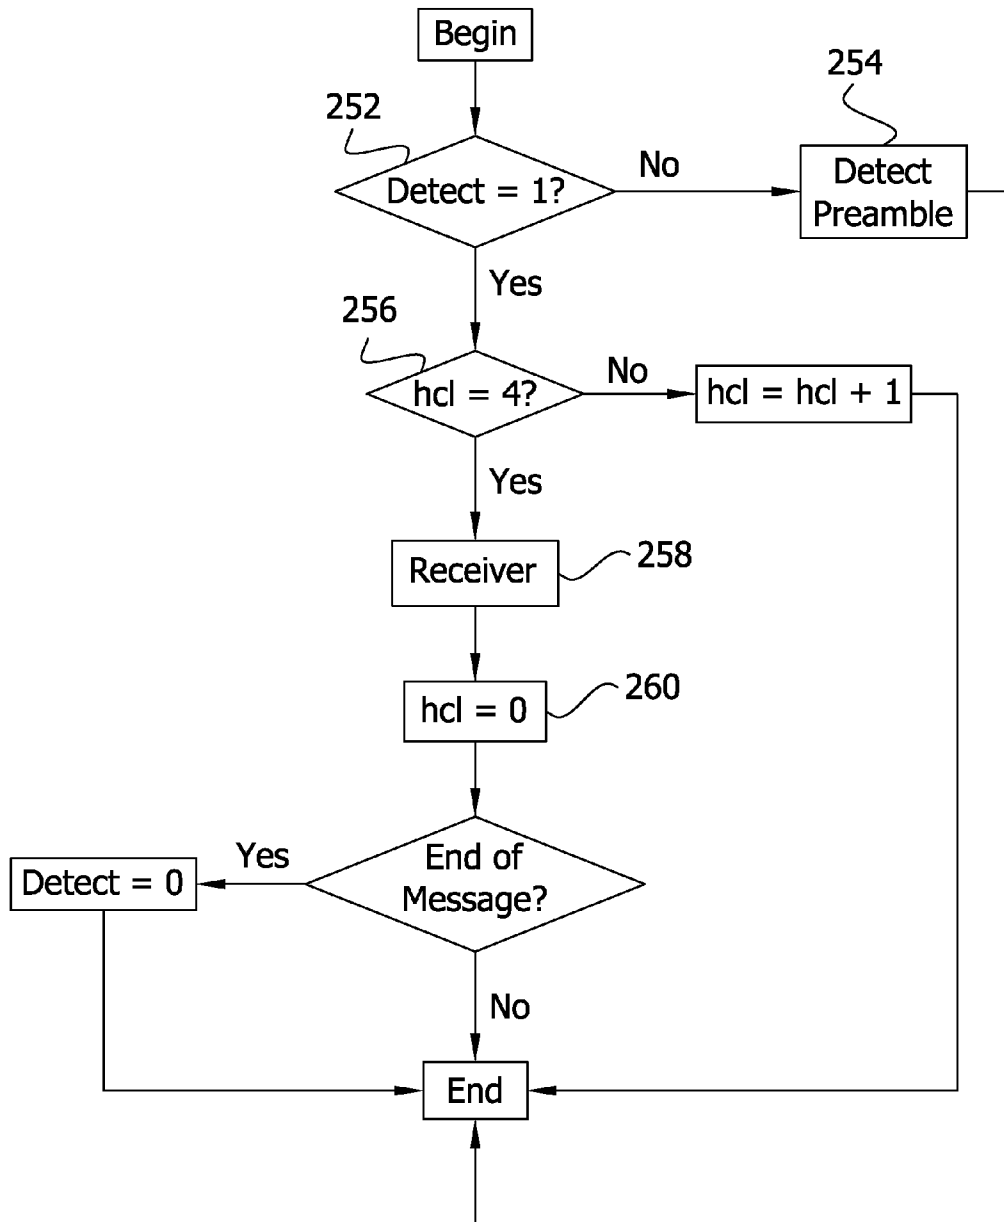 Begin
254
252
No
Detect = 1?
Detect
Preamble
Yes
256
No
hcl = 4?
hcl = hcl + 1
Yes
Receiver
258
hcl = 0
260
Yes
End of
Message?
Detect = 0
No
End